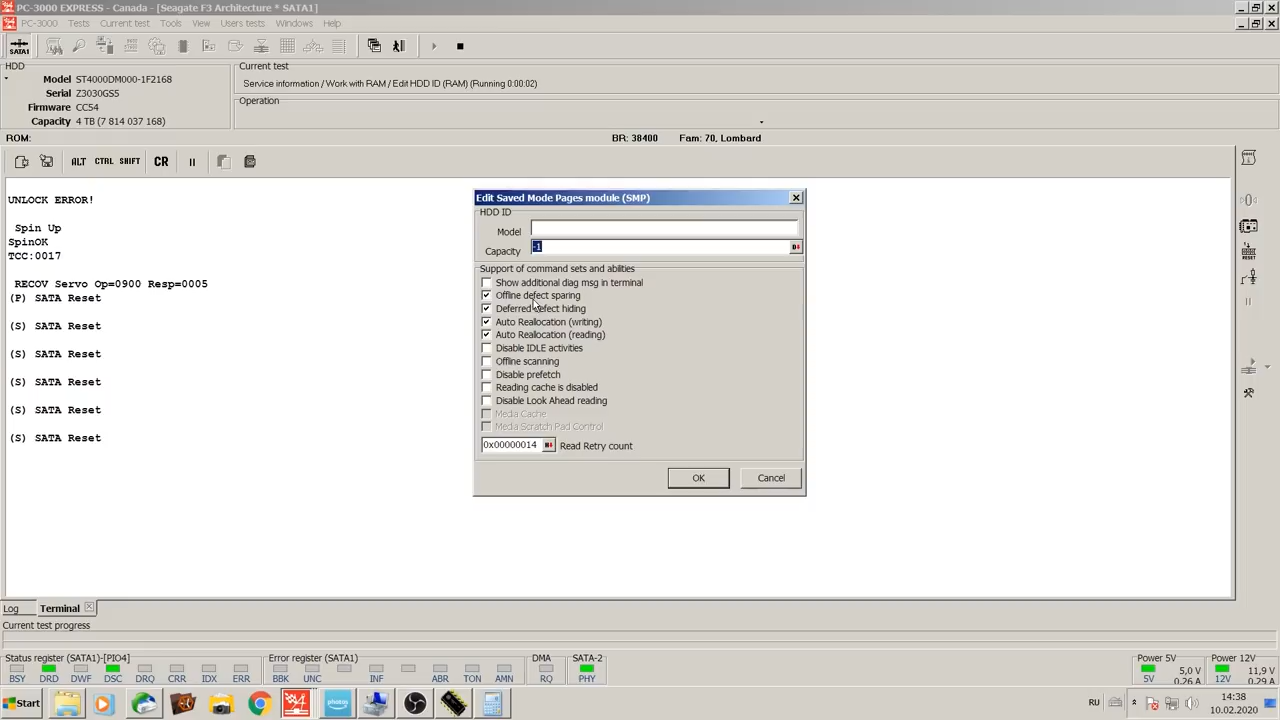 PC-3000 EXPRESS - Canada - [Seagate F3 Architecture * SATA1]
PC-3000 Tests Current test Tools View Users tests Windows Help
SATA1
HDD
Model ST4000DM000-1F2168
Serial Z3030GS5
Firmware CC54
Capacity 4 TB (7 814 037 168)
Current test
Service information / Work with RAM / Edit HDD ID (RAM) (Running 0:00:02)
Operation
ROM: BR: 38400 Fam: 70, Lombard
ALT CTRL SHIFT CR
UNLOCK ERROR!
Spin Up
SpinOK
TCC:0017
RECOV Servo Op=0900 Resp=0005
(P) SATA Reset
(S) SATA Reset
(S) SATA Reset
(S) SATA Reset
(S) SATA Reset
(S) SATA Reset
Edit Saved Mode Pages module (SMP)
HDD ID
Model
Capacity -1
Support of command sets and abilities
Show additional diag msg in terminal
Offline defect sparing
Deferred defect hiding
Auto Reallocation (writing)
Auto Reallocation (reading)
Disable IDLE activities
Offline scanning
Disable prefetch
Reading cache is disabled
Disable Look Ahead reading
Media Cache
Media Scratch Pad Control
0x00000014 Read Retry count
OK Cancel
RESET
Log Terminal
Current test progress
Status register (SATA1)-[PIO4] Error register (SATA1) DMA SATA-2 Power 5V Power 12V
BSY DRD DWF DSC DRQ CRR IDX ERR BBK UNC INF ABR TON AMN RQ PHY 5V 5,0 V 0.26 A 12V 11,9 V 0.29 A
Start photos RU 14:38
10.02.2020